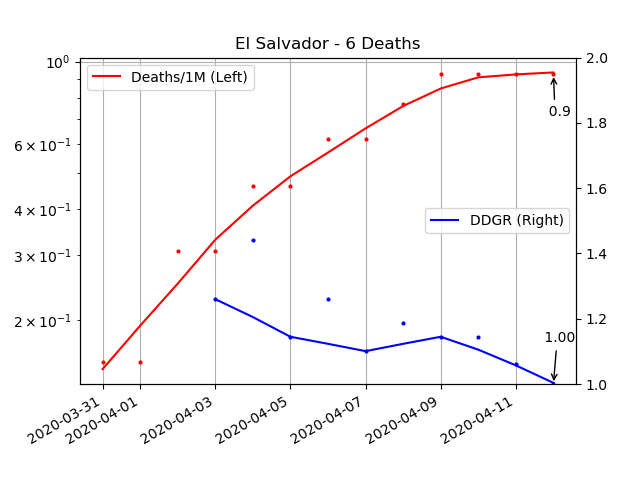 El Salvador - 6 Deaths
10⁰
6 × 10⁻¹
4 × 10⁻¹
3 × 10⁻¹
2 × 10⁻¹
Deaths/1M (Left)
DDGR (Right)
0.9
1.00
2.0
1.8
1.6
1.4
1.2
1.0
2020-03-31
2020-04-01
2020-04-03
2020-04-05
2020-04-07
2020-04-09
2020-04-11